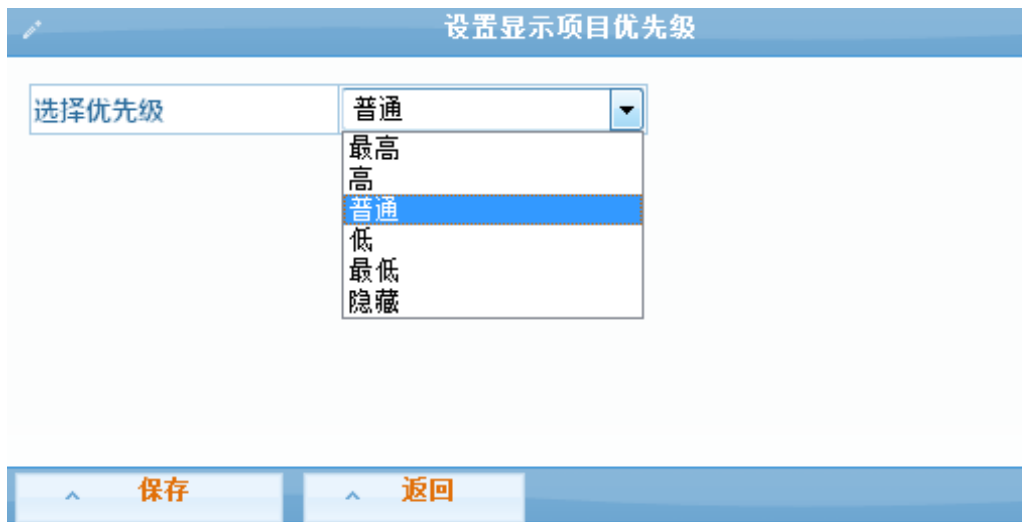 设置显示项目优先级
选择优先级 普通
最高
高
普通
低
最低
隐藏
保存 返回